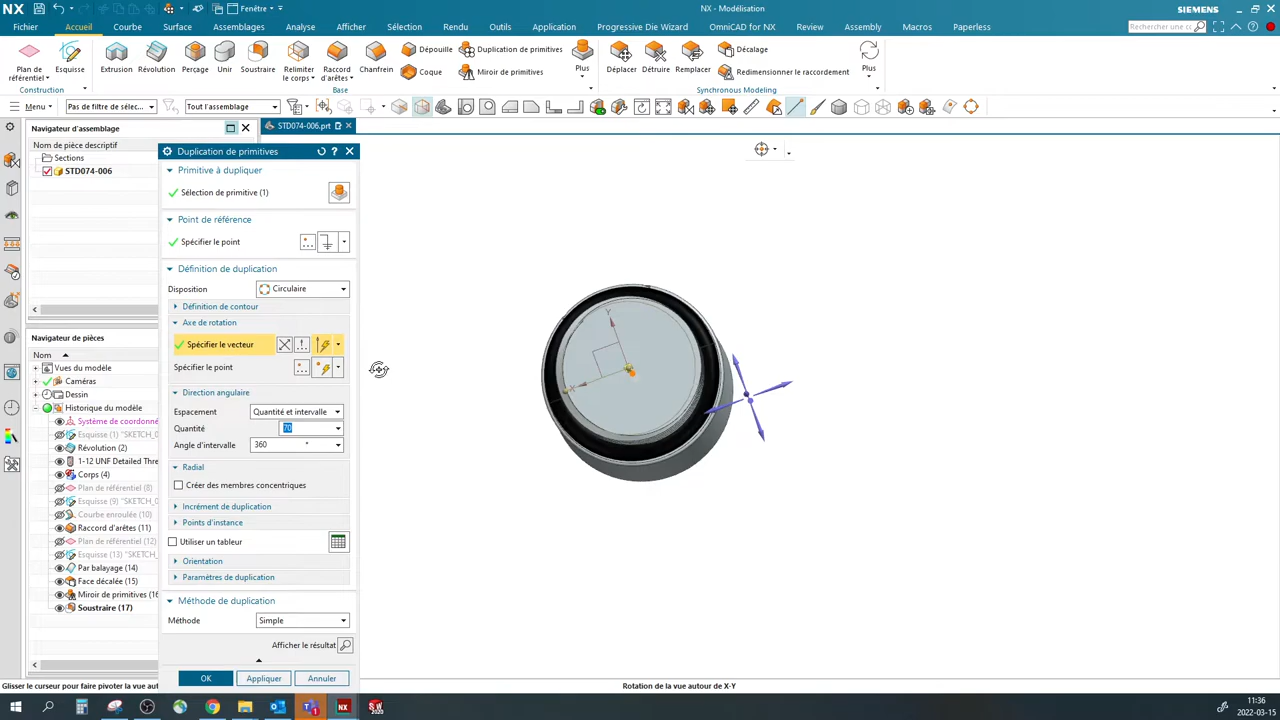 NX
Fenêtre
NX - Modélisation
SIEMENS
Fichier
Accueil
Courbe
Surface
Assemblages
Analyse
Afficher
Sélection
Rendu
Outils
Application
Progressive Die Wizard
OmniCAD for NX
Review
Assembly
Macros
Paperless
Plan de référentiel
Esquisse
Extrusion
Révolution
Perçage
Unir
Soustraire
Relimiter le corps
Raccord d'arêtes
Chanfrein
Dépouille
Coque
Duplication de primitives
Miroir de primitives
Plus
Déplacer
Détruire
Remplacer
Décalage
Redimensionner le raccordement
Plus
Construction
Base
Synchronous Modeling
Menu
Pas de filtre de sélec...
Tout l'assemblage
Navigateur d'assemblage
STD074-006.prt
Nom de pièce descriptif
Sections
STD074-006
Duplication de primitives
Primitive à dupliquer
Sélection de primitive (1)
Point de référence
Spécifier le point
Définition de duplication
Disposition
Circulaire
Définition de contour
Axe de rotation
Spécifier le vecteur
Spécifier le point
Direction angulaire
Espacement
Quantité et intervalle
Quantité
70
Angle d'intervalle
360
°
Radial
Créer des membres concentriques
Incrément de duplication
Points d'instance
Utiliser un tableur
Orientation
Paramètres de duplication
Méthode de duplication
Méthode
Simple
Afficher le résultat
OK
Appliquer
Annuler
Navigateur de pièces
Nom
Vues du modèle
Caméras
Dessin
Historique du modèle
Système de coordonné
Esquisse (1) "SKETCH_0
Révolution (2)
1-12 UNF Detailed Thre
Corps (4)
Plan de référentiel (8)
Esquisse (9) "SKETCH_0
Courbe enroulée (10)
Raccord d'arêtes (11)
Plan de référentiel (12)
Esquisse (13) "SKETCH_
Par balayage (14)
Face décalée (15)
Miroir de primitives (16
Soustraire (17)
Y
X
Glisser le curseur pour faire pivoter la vue aut
Rotation de la vue autour de X-Y
11:36
2022-03-15